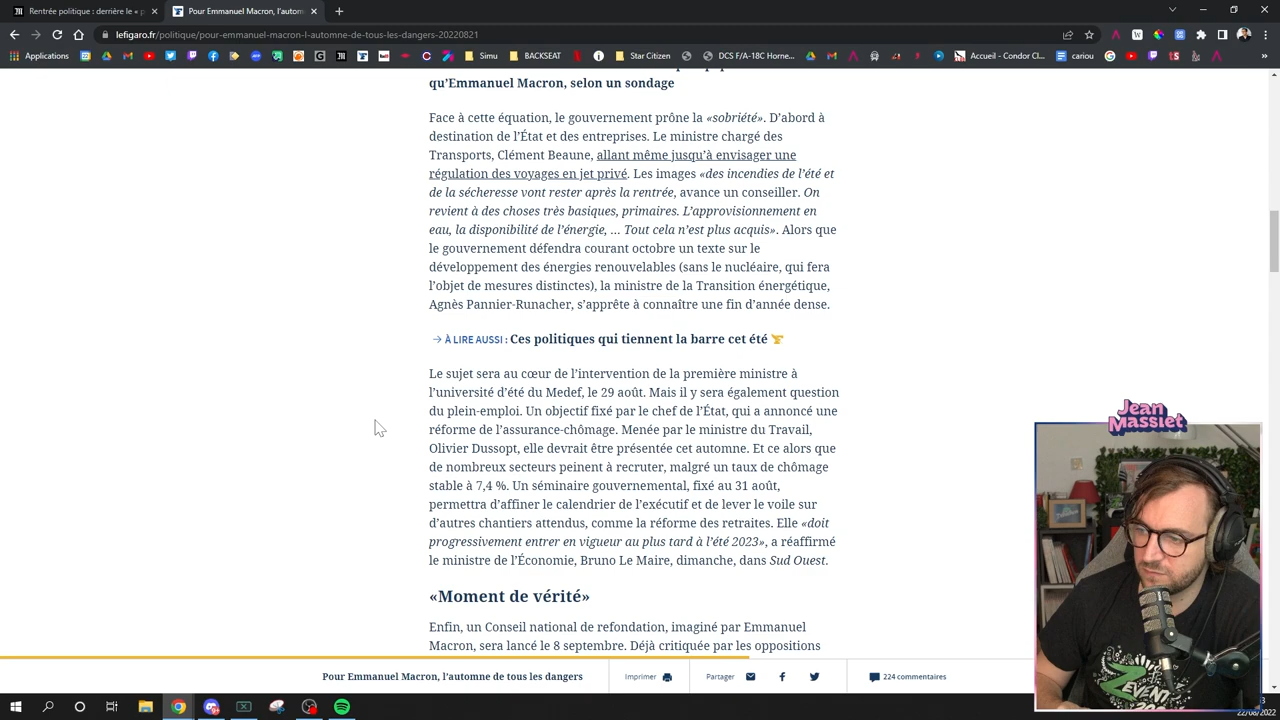 Rentrée politique : derrière le « p
Pour Emmanuel Macron, l'autom
lefigaro.fr/politique/pour-emmanuel-macron-l-automne-de-tous-les-dangers-20220821
Applications
Simu
BACKSEAT
Star Citizen
DCS F/A-18C Horne...
Accueil - Condor Cl...
cariou
qu'Emmanuel Macron, selon un sondage
Face à cette équation, le gouvernement prône la «sobriété». D'abord à
destination de l'État et des entreprises. Le ministre chargé des
Transports, Clément Beaune, allant même jusqu'à envisager une
régulation des voyages en jet privé. Les images «des incendies de l'été et
de la sécheresse vont rester après la rentrée, avance un conseiller. On
revient à des choses très basiques, primaires. L'approvisionnement en
eau, la disponibilité de l'énergie, … Tout cela n'est plus acquis». Alors que
le gouvernement défendra courant octobre un texte sur le
développement des énergies renouvelables (sans le nucléaire, qui fera
l'objet de mesures distinctes), la ministre de la Transition énergétique,
Agnès Pannier-Runacher, s'apprête à connaître une fin d'année dense.
→ À LIRE AUSSI : Ces politiques qui tiennent la barre cet été
Le sujet sera au cœur de l'intervention de la première ministre à
l'université d'été du Medef, le 29 août. Mais il y sera également question
du plein-emploi. Un objectif fixé par le chef de l'État, qui a annoncé une
réforme de l'assurance-chômage. Menée par le ministre du Travail,
Olivier Dussopt, elle devrait être présentée cet automne. Et ce alors que
de nombreux secteurs peinent à recruter, malgré un taux de chômage
stable à 7,4 %. Un séminaire gouvernemental, fixé au 31 août,
permettra d'affiner le calendrier de l'exécutif et de lever le voile sur
d'autres chantiers attendus, comme la réforme des retraites. Elle «doit
progressivement entrer en vigueur au plus tard à l'été 2023», a réaffirmé
le ministre de l'Économie, Bruno Le Maire, dimanche, dans Sud Ouest.
«Moment de vérité»
Enfin, un Conseil national de refondation, imaginé par Emmanuel
Macron, sera lancé le 8 septembre. Déjà critiquée par les oppositions
Pour Emmanuel Macron, l'automne de tous les dangers
Imprimer
Partager
224 commentaires
Jean
Massiet
ZEVENT
22/08/2022